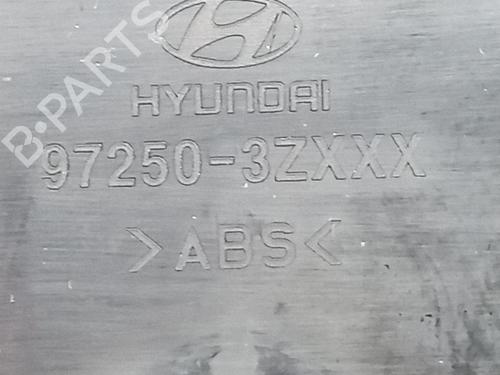 B-PARTS
HYUNDAI
97250-3ZXXX
>ABS<